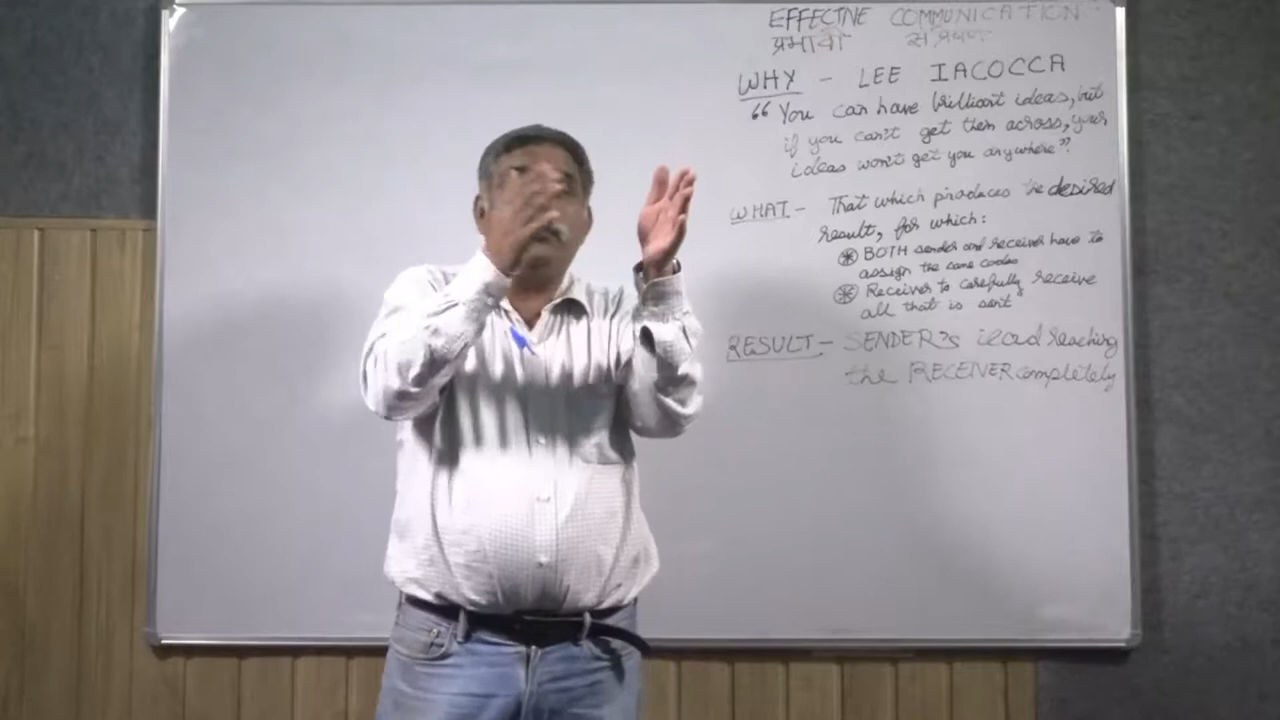 EFFECTIVE COMMUNICATION
प्रभावी संप्रेषण
WHY - LEE IACOCCA
"You can have brilliant ideas, but
if you can't get them across, your
ideas won't get you anywhere".
WHAT - That which produces the desired
result, for which:
BOTH sender and receiver have to
assign the same codes
Receiver to carefully receive
all that is sent
RESULT - SENDER's reaching
the RECEIVER completely